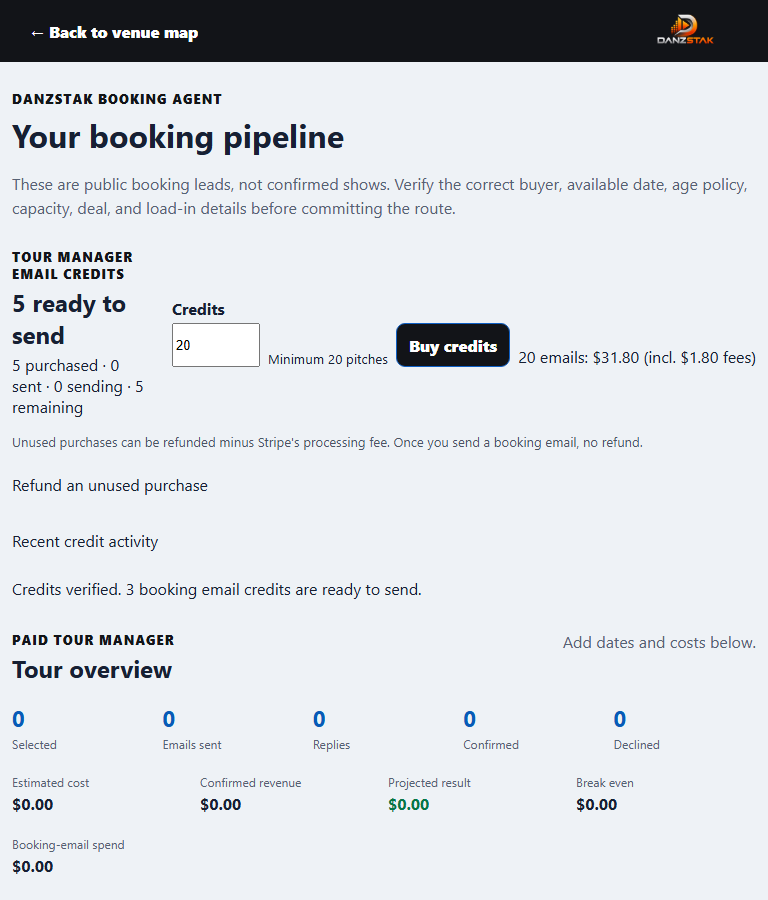 ← Back to venue map
DANZSTAK
DANZSTAK BOOKING AGENT
Your booking pipeline
These are public booking leads, not confirmed shows. Verify the correct buyer, available date, age policy,
capacity, deal, and load-in details before committing the route.
TOUR MANAGER
EMAIL CREDITS
5 ready to
send
5 purchased · 0
sent · 0 sending · 5
remaining
Credits
20
Minimum 20 pitches
Buy credits
20 emails: $31.80 (incl. $1.80 fees)
Unused purchases can be refunded minus Stripe's processing fee. Once you send a booking email, no refund.
Refund an unused purchase
Recent credit activity
Credits verified. 3 booking email credits are ready to send.
PAID TOUR MANAGER
Tour overview
Add dates and costs below.
0 0 0 0 0
Selected Emails sent Replies Confirmed Declined
Estimated cost Confirmed revenue Projected result Break even
$0.00 $0.00 $0.00 $0.00
Booking-email spend
$0.00